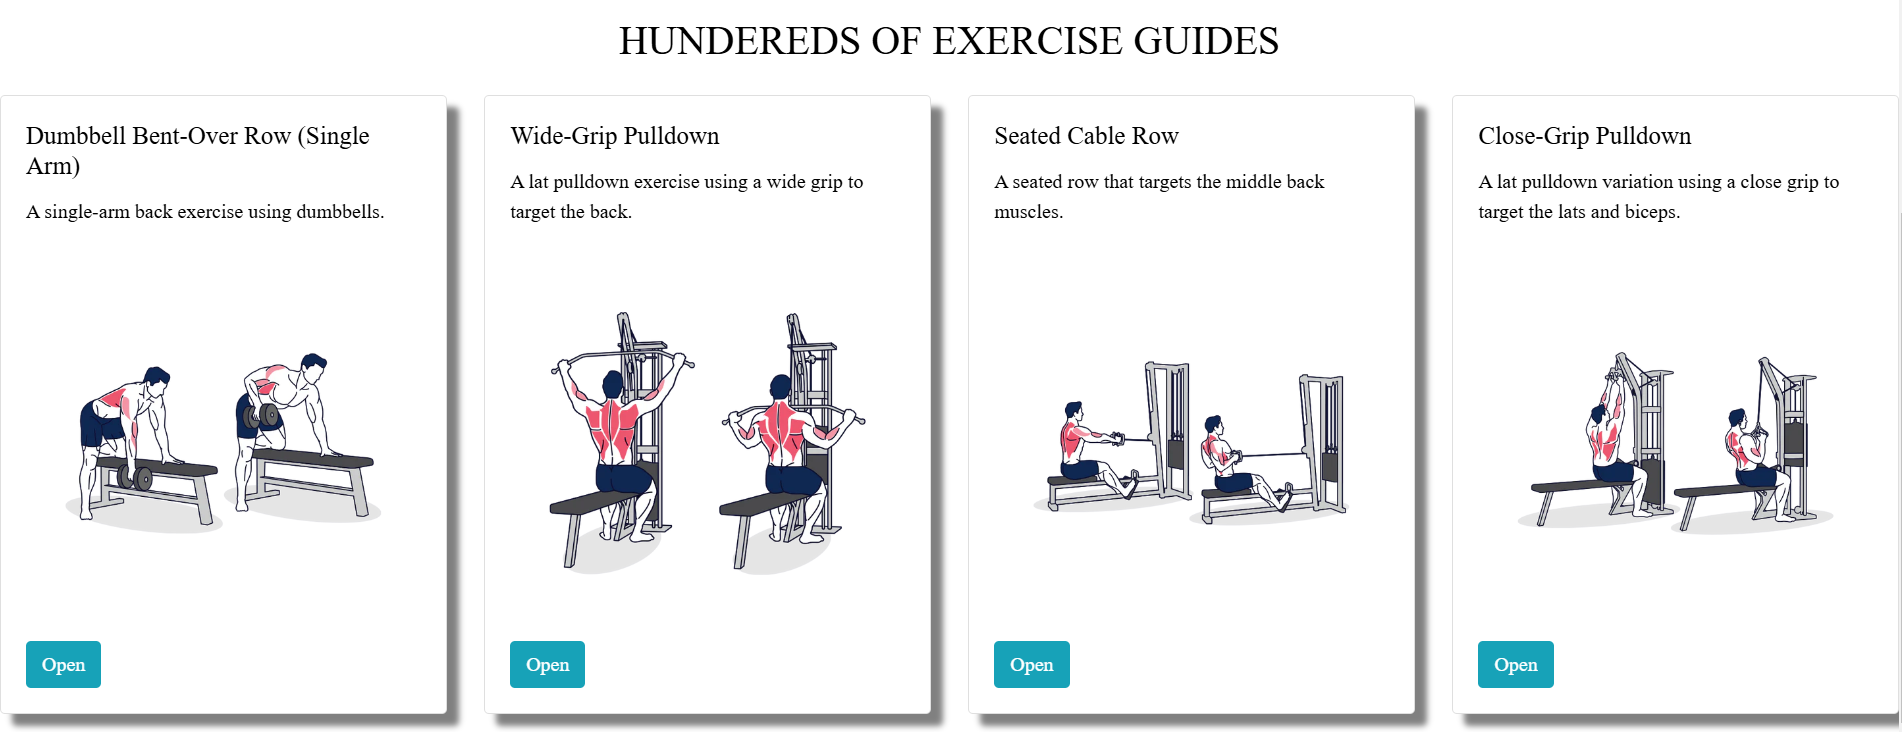 HUNDEREDS OF EXERCISE GUIDES
Dumbbell Bent-Over Row (Single
Arm)
A single-arm back exercise using dumbbells.
Open
Wide-Grip Pulldown
A lat pulldown exercise using a wide grip to
target the back.
Open
Seated Cable Row
A seated row that targets the middle back
muscles.
Open
Close-Grip Pulldown
A lat pulldown variation using a close grip to
target the lats and biceps.
Open